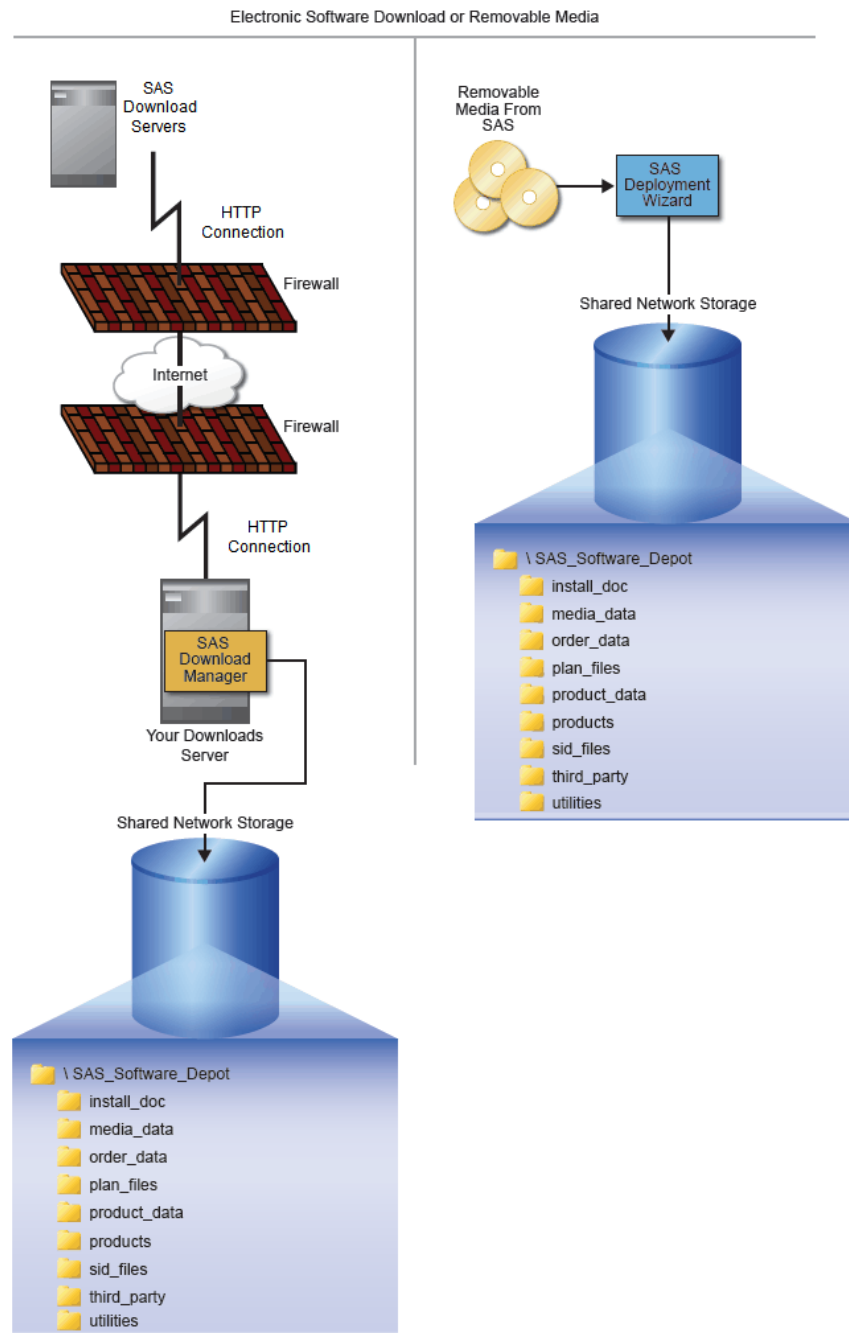 Electronic Software Download or Removable Media
SAS
Download
Servers
HTTP
Connection
Firewall
Internet
Firewall
HTTP
Connection
SAS
Download
Manager
Your Downloads
Server
Shared Network Storage
\ SAS_Software_Depot
install_doc
media_data
order_data
plan_files
product_data
products
sid_files
third_party
utilities
Removable
Media From
SAS
SAS
Deployment
Wizard
Shared Network Storage
\ SAS_Software_Depot
install_doc
media_data
order_data
plan_files
product_data
products
sid_files
third_party
utilities